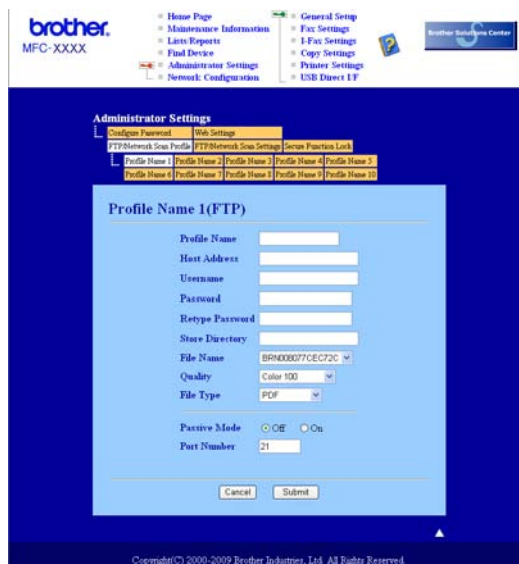 brother.
MFC-XXXX
Home Page
Maintenance Information
Lists/Reports
Find Device
Administrator Settings
Network Configuration
General Setup
Fax Settings
I-Fax Settings
Copy Settings
Printer Settings
USB Direct I/F
Brother Solutions Center
Administrator Settings
Configure Password Web Settings
FTP/Network Scan Profile FTP/Network Scan Settings Secure Function Lock
Profile Name 1 Profile Name 2 Profile Name 3 Profile Name 4 Profile Name 5
Profile Name 6 Profile Name 7 Profile Name 8 Profile Name 9 Profile Name 10
Profile Name 1(FTP)
Profile Name
Host Address
Username
Password
Retype Password
Store Directory
File Name BRN008077CEC72C
Quality Color 100
File Type PDF
Passive Mode Off On
Port Number 21
Cancel Submit
Copyright(C) 2000-2009 Brother Industries, Ltd. All Rights Reserved.